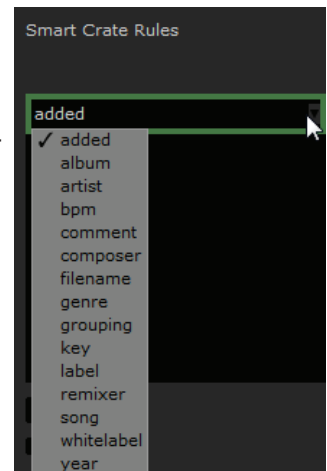 Smart Crate Rules
added
✓ added
album
artist
bpm
comment
composer
filename
genre
grouping
key
label
remixer
song
whitelabel
year